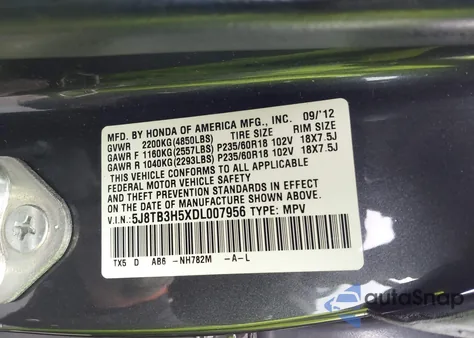 MFD. BY HONDA OF AMERICA MFG., INC. 09/'12
GVWR 2200KG(4850LBS) TIRE SIZE RIM SIZE
GAWR F 1160KG(2557LBS) P235/60R18 102V 18X7.5J
GAWR R 1040KG(2293LBS) P235/60R18 102V 18X7.5J
THIS VEHICLE CONFORMS TO ALL APPLICABLE
FEDERAL MOTOR VEHICLE SAFETY
AND THEFT PREVENTION STANDARDS IN EFFECT
ON THE DATE OF MANUFACTURE
SHOWN ABOVE.
V.I.N.:5J8TB3H5XDL007956 TYPE: MPV
TX5 D AB6 -NH782M -A-L
autoSnap